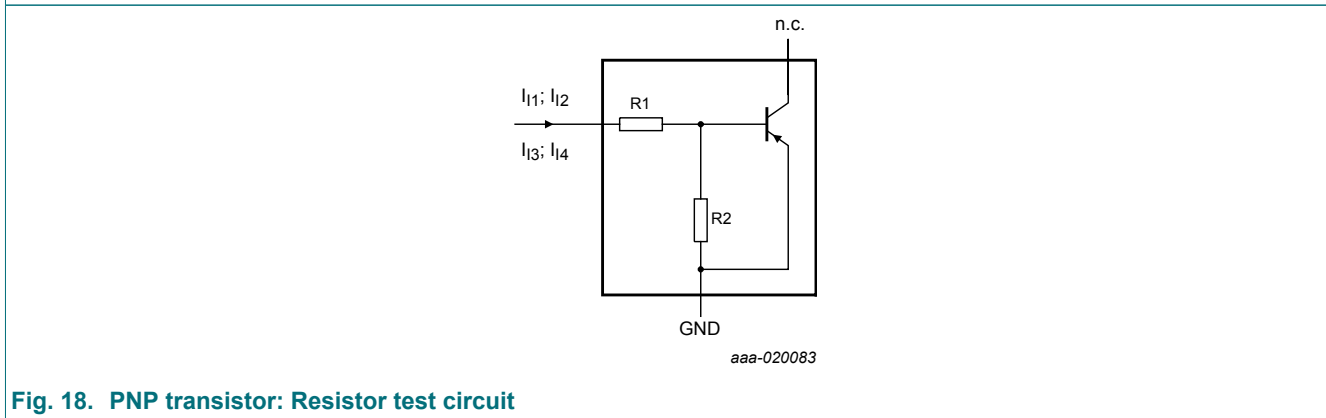 n.c.
I_I1; I_I2
R1
I_I3; I_I4
R2
GND
aaa-020083
Fig. 18. PNP transistor: Resistor test circuit